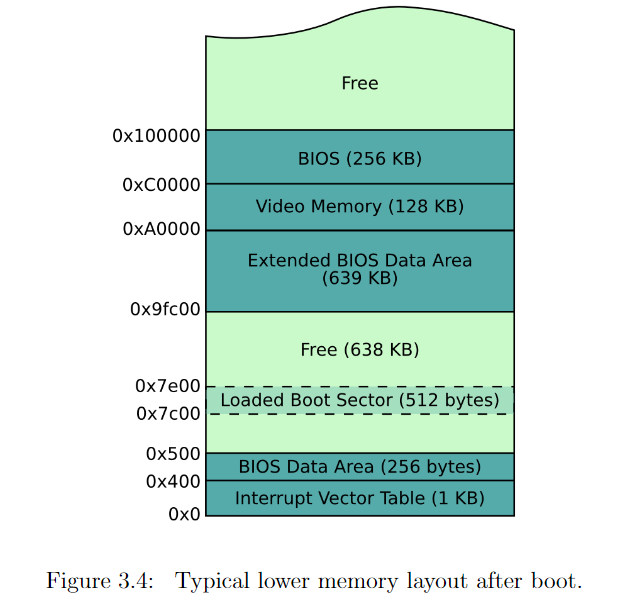 Free
0x100000
BIOS (256 KB)
0xC0000
Video Memory (128 KB)
0xA0000
Extended BIOS Data Area
(639 KB)
0x9fc00
Free (638 KB)
0x7e00
Loaded Boot Sector (512 bytes)
0x7c00
0x500
BIOS Data Area (256 bytes)
0x400
Interrupt Vector Table (1 KB)
0x0
Figure 3.4: Typical lower memory layout after boot.